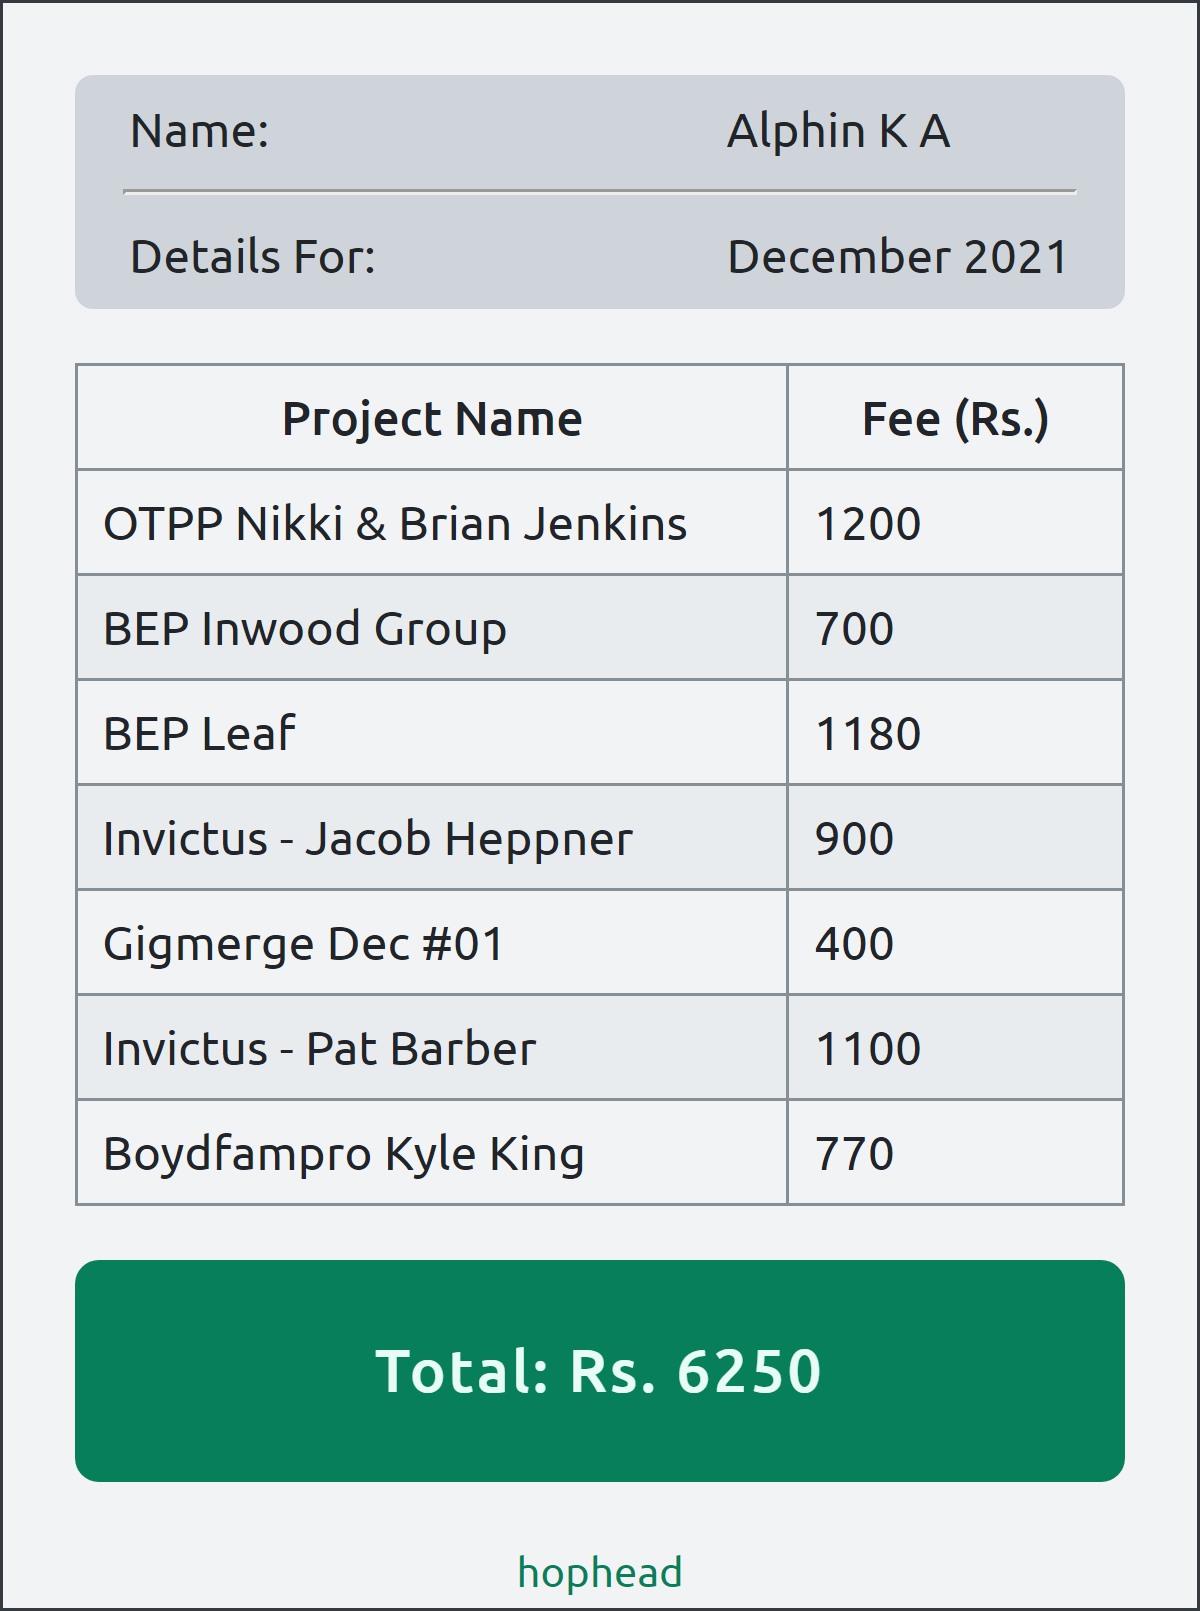 Name: Alphin K A
Details For: December 2021
Project Name Fee (Rs.)
OTPP Nikki & Brian Jenkins 1200
BEP Inwood Group 700
BEP Leaf 1180
Invictus - Jacob Heppner 900
Gigmerge Dec #01 400
Invictus - Pat Barber 1100
Boydfampro Kyle King 770
Total: Rs. 6250
hophead